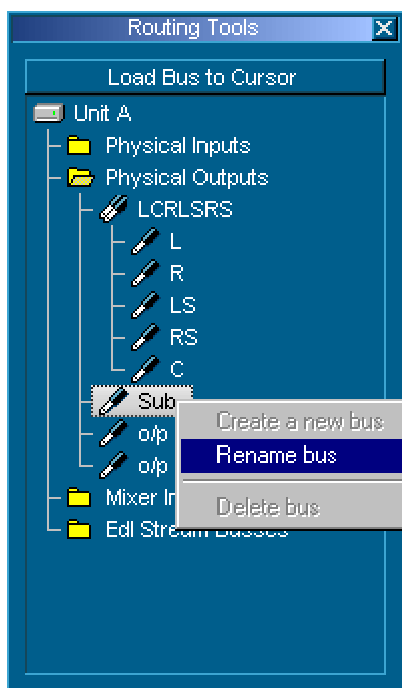 Routing Tools
Load Bus to Cursor
Unit A
Physical Inputs
Physical Outputs
LCRLSRS
L
R
LS
RS
C
Sub
Create a new bus
o/p
Rename bus
o/p
Mixer In
Delete bus
Edl Stream Busses